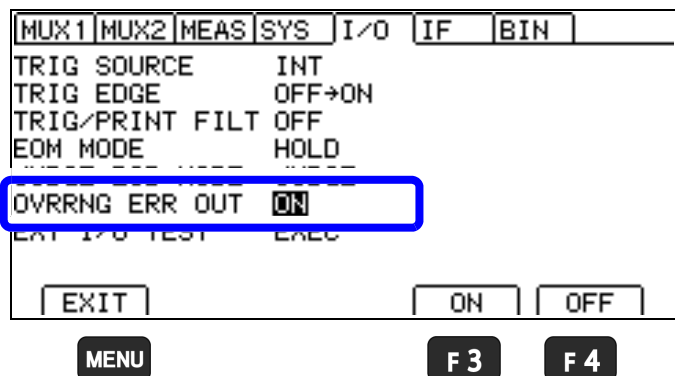 MUX1 MUX2 MEAS SYS I/O IF BIN
TRIG SOURCE INT
TRIG EDGE OFF→ON
TRIG/PRINT FILT OFF
EOM MODE HOLD
OVRRNG ERR OUT ON
EXT I/O TEST EXEC
EXIT ON OFF
MENU F3 F4